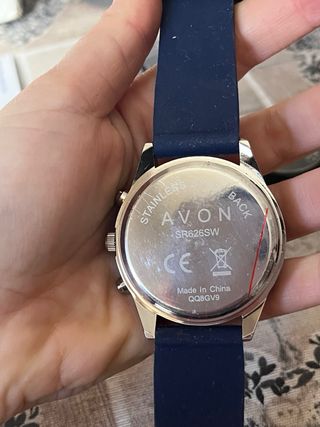 STAINLESS BACK
AVON
SR626SW
CE
Made in China
QQ8GV9